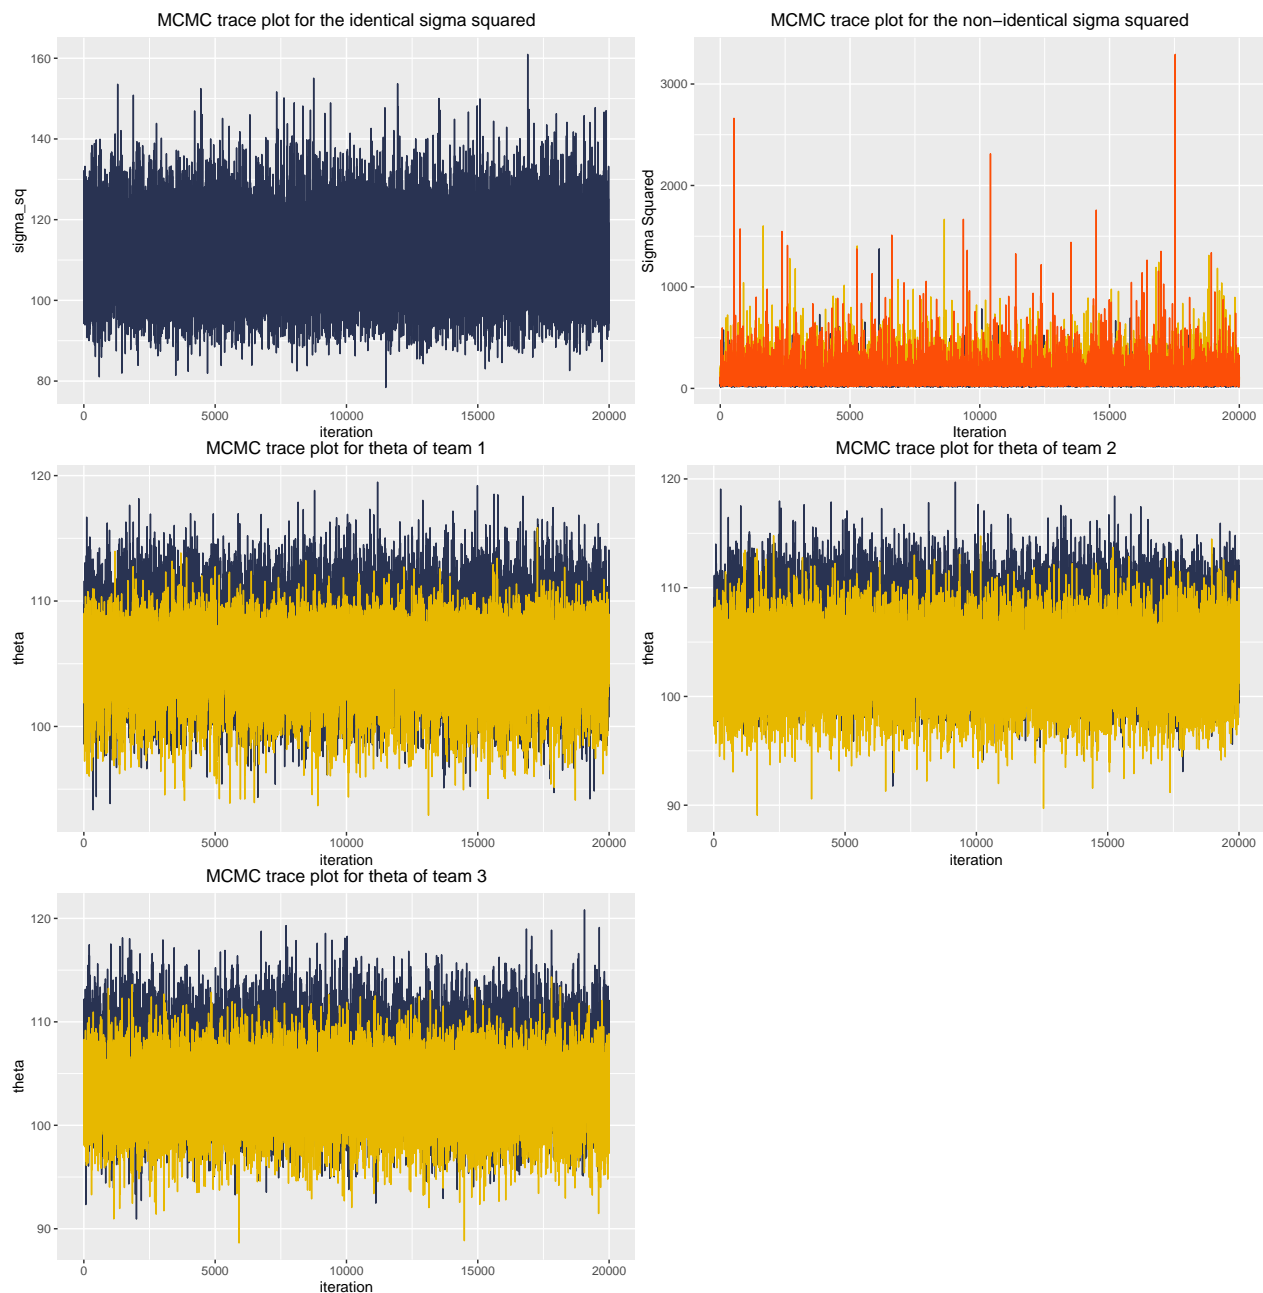 MCMC trace plot for the identical sigma squared
160
140
120
100
80
sigma_sq
0 5000 10000 15000 20000
iteration
MCMC trace plot for the non−identical sigma squared
3000
2000
1000
0
Sigma Squared
0 5000 10000 15000 20000
Iteration
MCMC trace plot for theta of team 1
120
110
100
theta
0 5000 10000 15000 20000
iteration
MCMC trace plot for theta of team 2
120
110
100
90
theta
0 5000 10000 15000 20000
iteration
MCMC trace plot for theta of team 3
120
110
100
90
theta
0 5000 10000 15000 20000
iteration